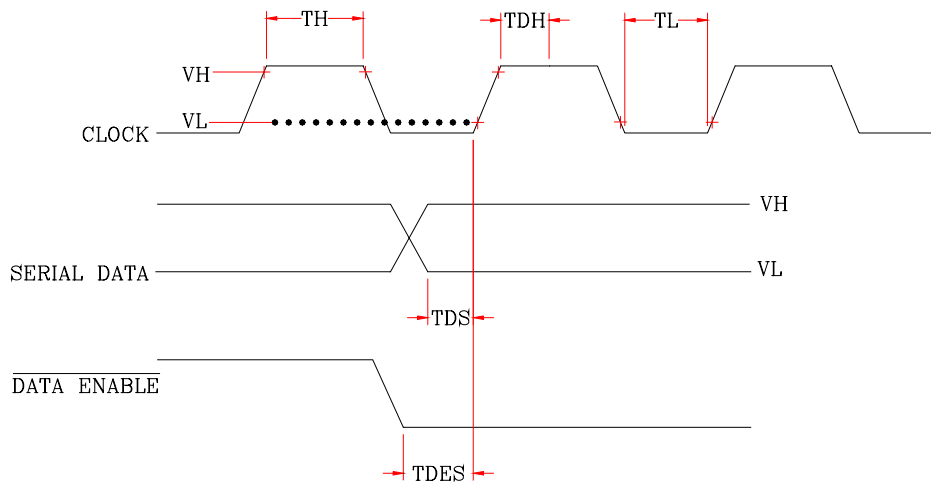 TH
TDH
TL
VH
VL
CLOCK
VH
SERIAL DATA
VL
TDS
DATA ENABLE
TDES